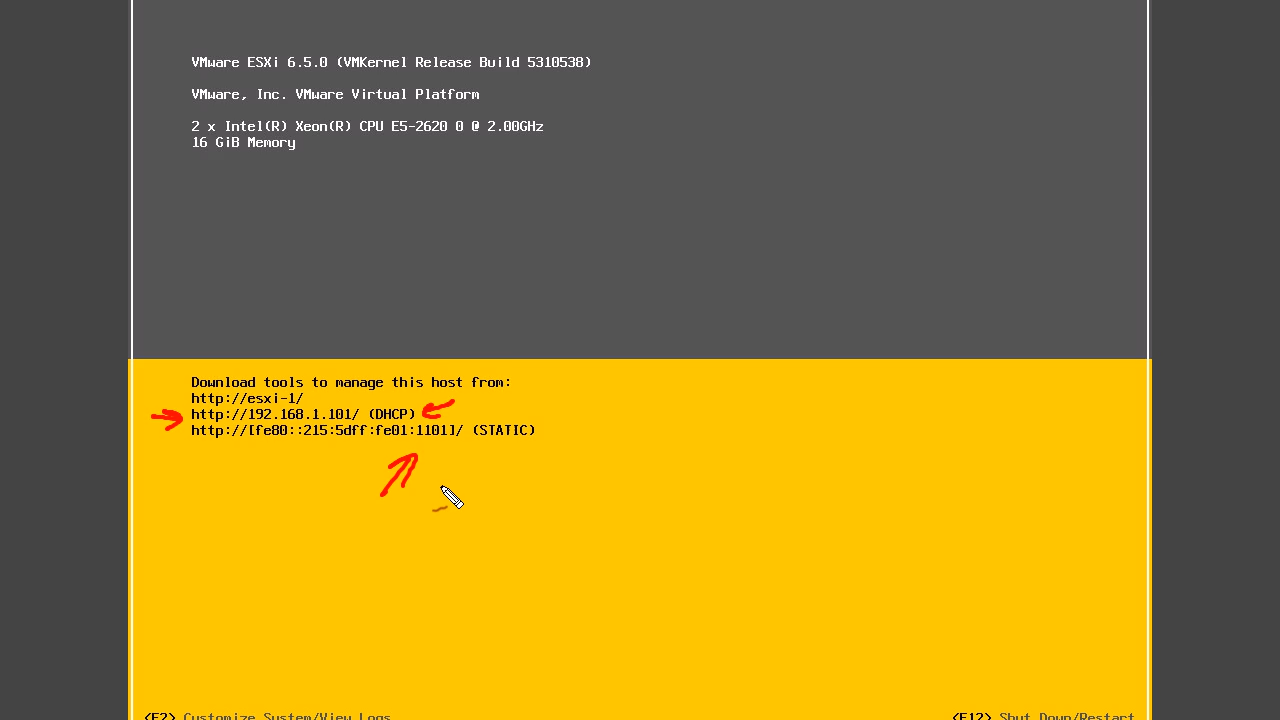 VMware ESXi 6.5.0 (VMKernel Release Build 5310538)
VMware, Inc. VMware Virtual Platform
2 x Intel(R) Xeon(R) CPU E5-2620 0 @ 2.00GHz
16 GiB Memory
Download tools to manage this host from:
http://esxi-1/
http://192.168.1.101/ (DHCP)
http://[fe80::215:5dff:fe01:1101]/ (STATIC)
<F2> Customize System/View Logs
<F12> Shut Down/Restart